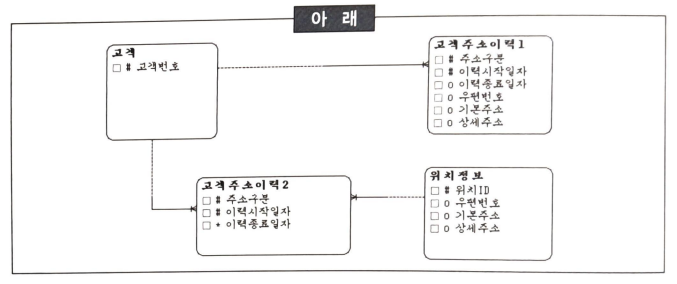 아 래
고객
□ # 고객번호
고객주소이력1
□ # 주소구분
□ # 이력시작일자
□ o 이력종료일자
□ o 우편번호
□ o 기본주소
□ o 상세주소
고객주소이력2
□ # 주소구분
□ # 이력시작일자
□ * 이력종료일자
위치정보
□ # 위치ID
□ o 우편번호
□ o 기본주소
□ o 상세주소